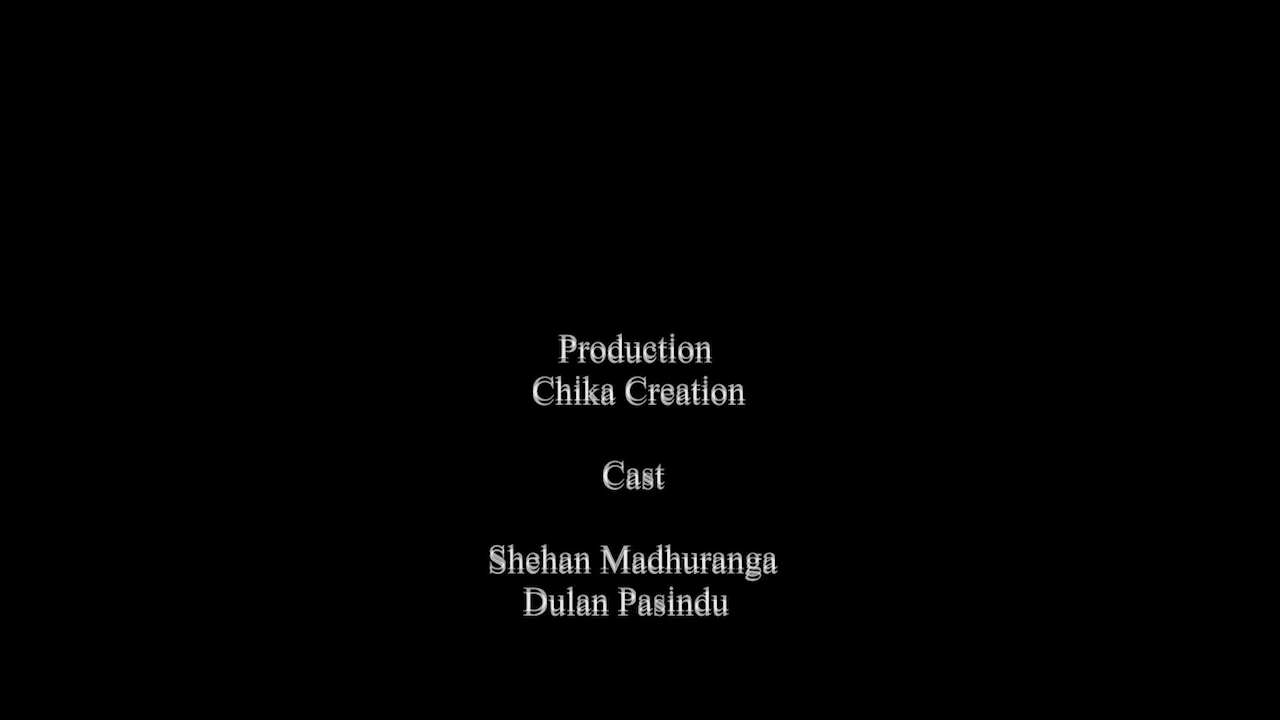 Production
Chika Creation
Cast
Shehan Madhuranga
Dulan Pasindu